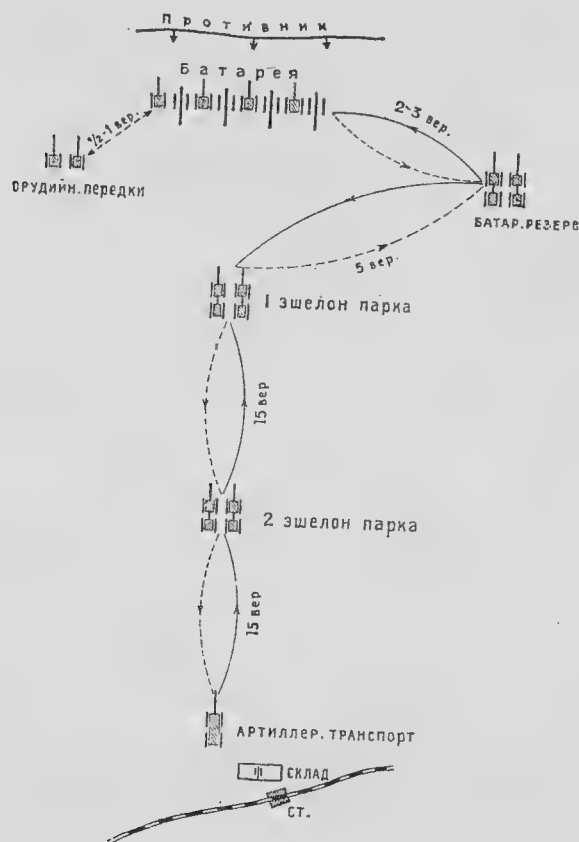 Противник
Батарея
½-1 вер.
2-3 вер.
ОРУДИЙН. ПЕРЕДКИ
БАТАР. РЕЗЕРВ
5 вер.
1 эшелон парка
15 вер
2 эшелон парка
15 вер
АРТИЛЛЕР. ТРАНСПОРТ
СКЛАД
СТ.